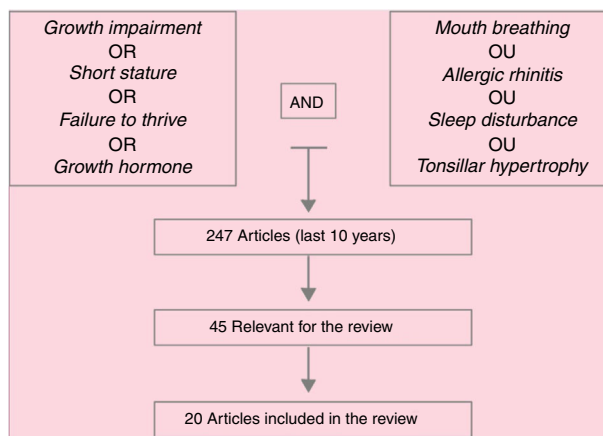 Growth impairment
OR
Short stature
OR
Failure to thrive
OR
Growth hormone
AND
Mouth breathing
OU
Allergic rhinitis
OU
Sleep disturbance
OU
Tonsillar hypertrophy
247 Articles (last 10 years)
45 Relevant for the review
20 Articles included in the review